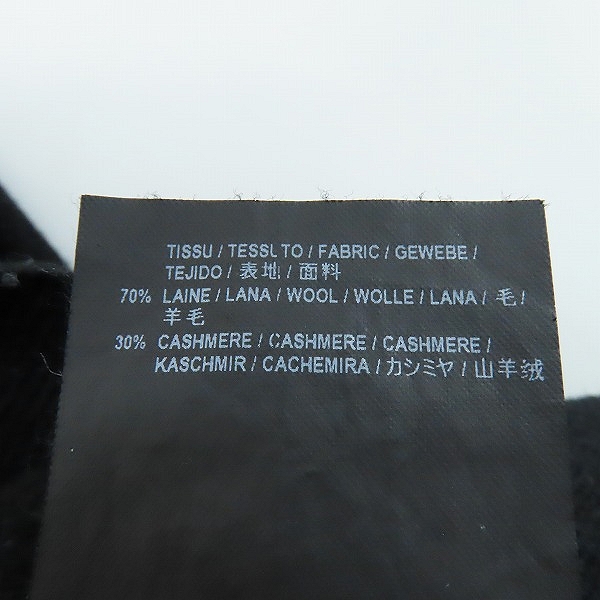 TISSU / TESSUTO / FABRIC / GEWEBE /
TEJIDO / 表地 / 面料
70% LAINE / LANA / WOOL / WOLLE / LANA / 毛 /
羊毛
30% CASHMERE / CASHMERE / CASHMERE /
KASCHMIR / CACHEMIRA / カシミヤ / 山羊绒